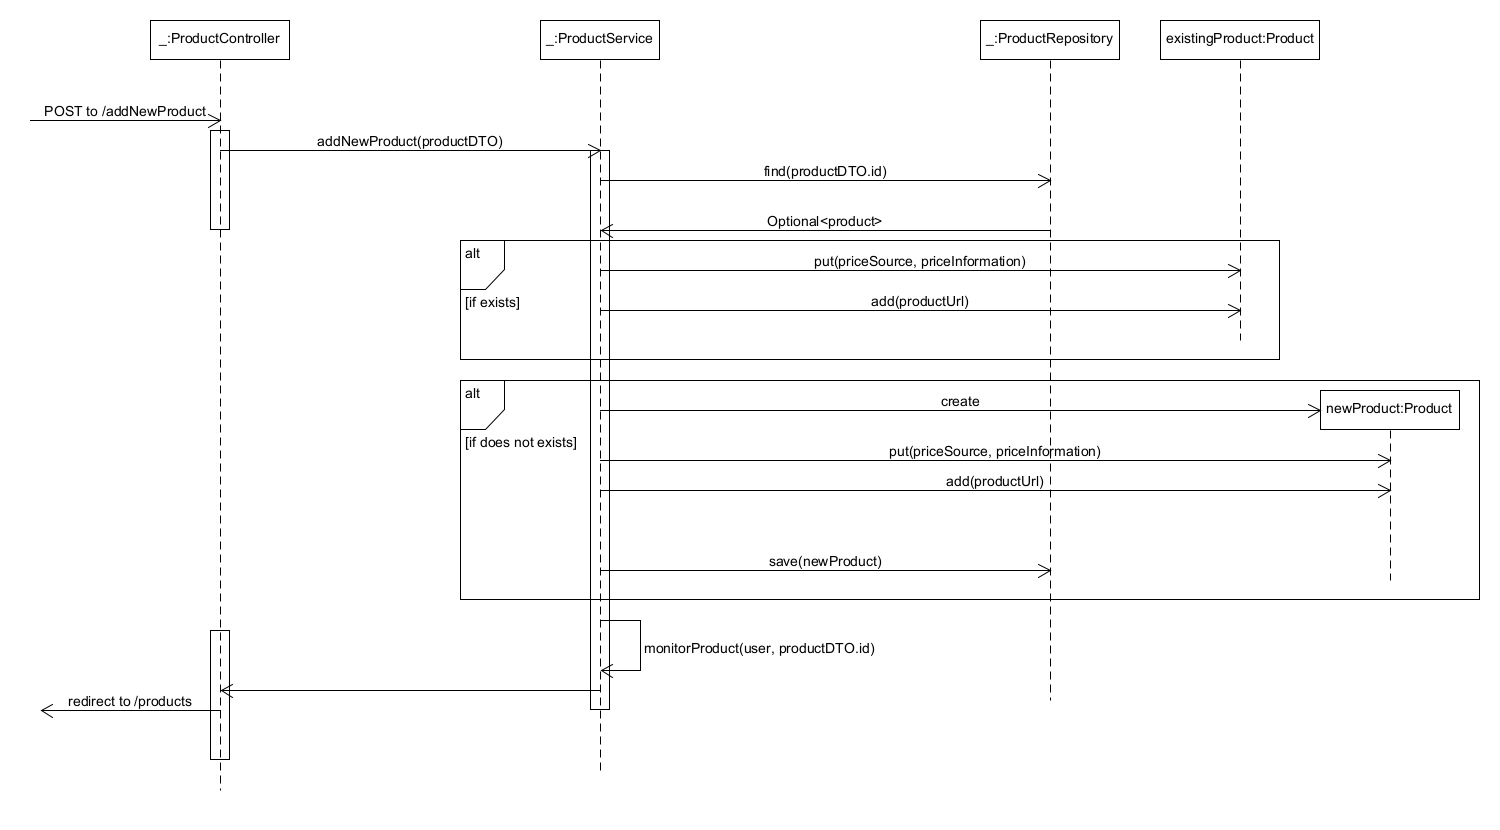 _:ProductController
_:ProductService
_:ProductRepository
existingProduct:Product
POST to /addNewProduct
addNewProduct(productDTO)
find(productDTO.id)
Optional<product>
alt
put(priceSource, priceInformation)
[if exists]
add(productUrl)
alt
create
newProduct:Product
[if does not exists]
put(priceSource, priceInformation)
add(productUrl)
save(newProduct)
monitorProduct(user, productDTO.id)
redirect to /products